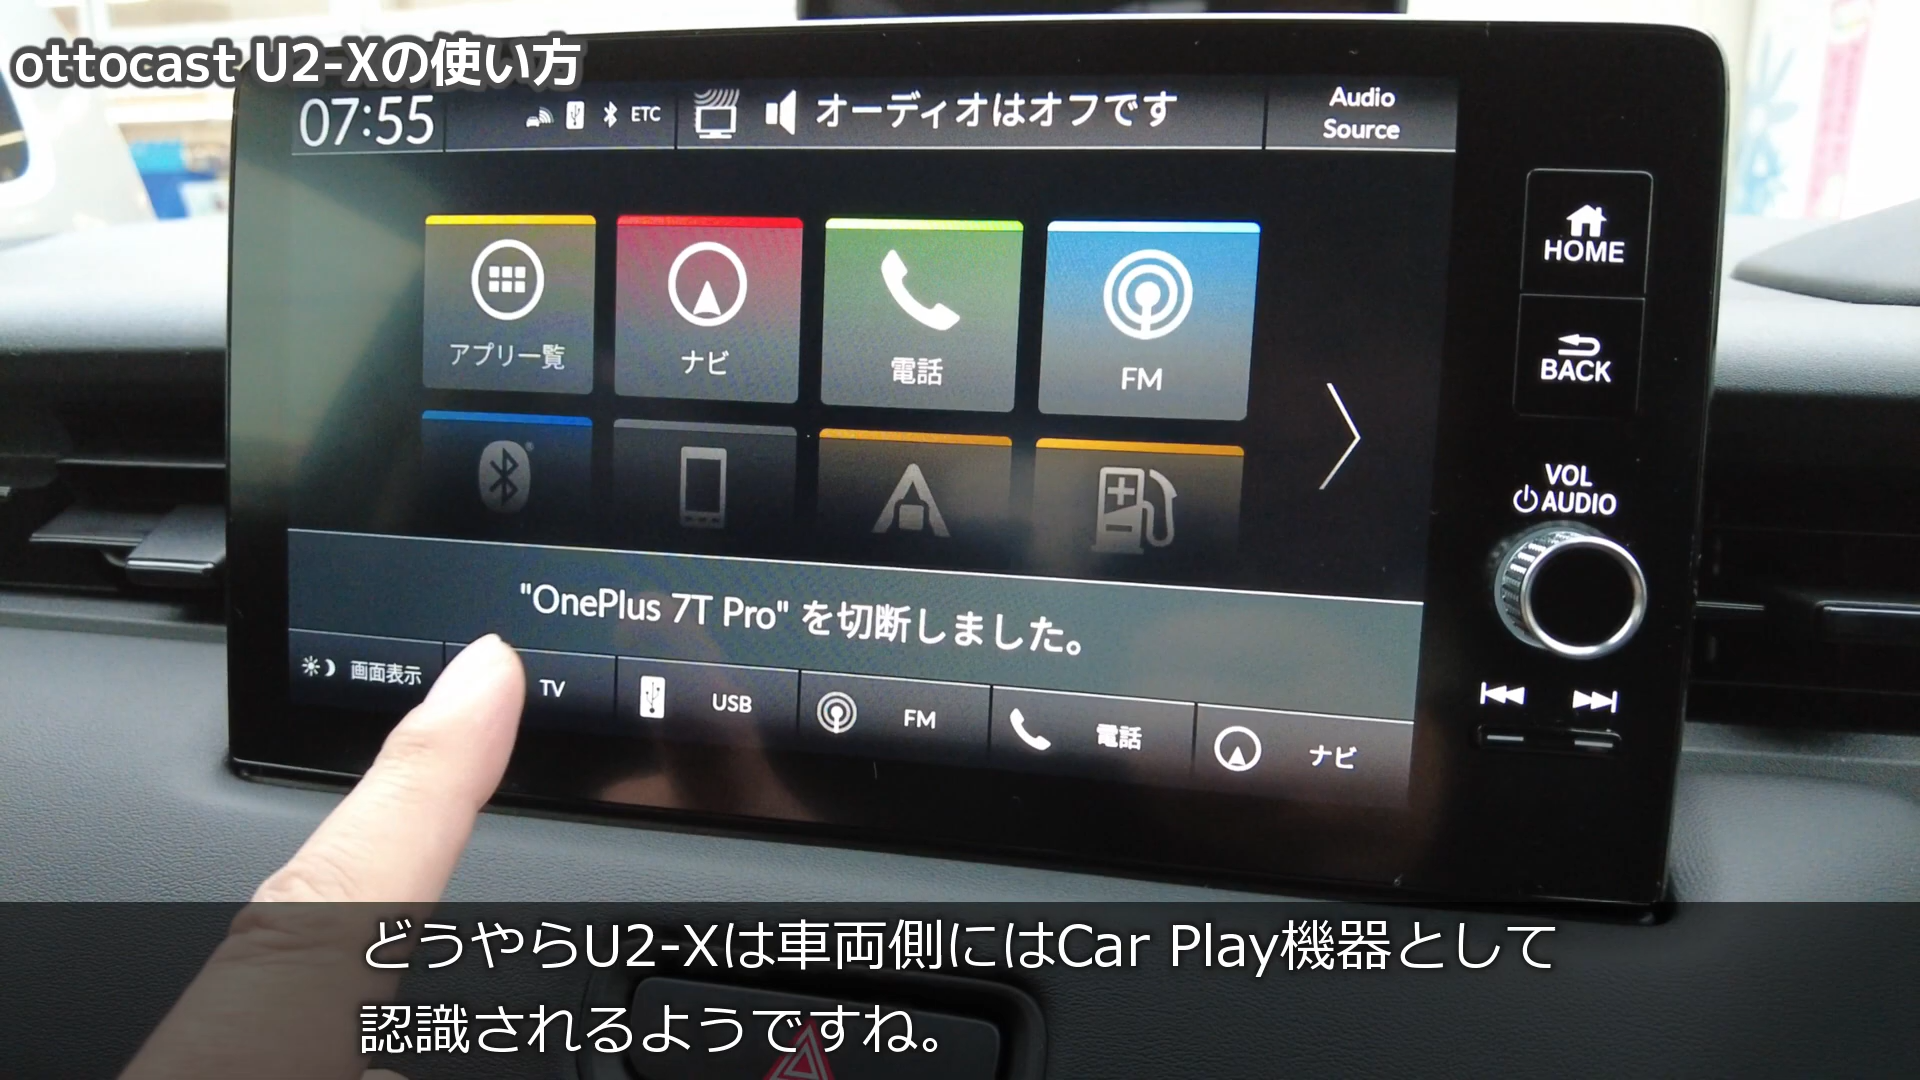 ottocast U2-Xの使い方
07:55
ETC
オーディオはオフです
Audio
Source
アプリ一覧
ナビ
電話
FM
HOME
BACK
VOL
AUDIO
"OnePlus 7T Pro" を切断しました。
画面表示
TV
USB
FM
電話
ナビ
どうやらU2-Xは車両側にはCar Play機器として
認識されるようですね。